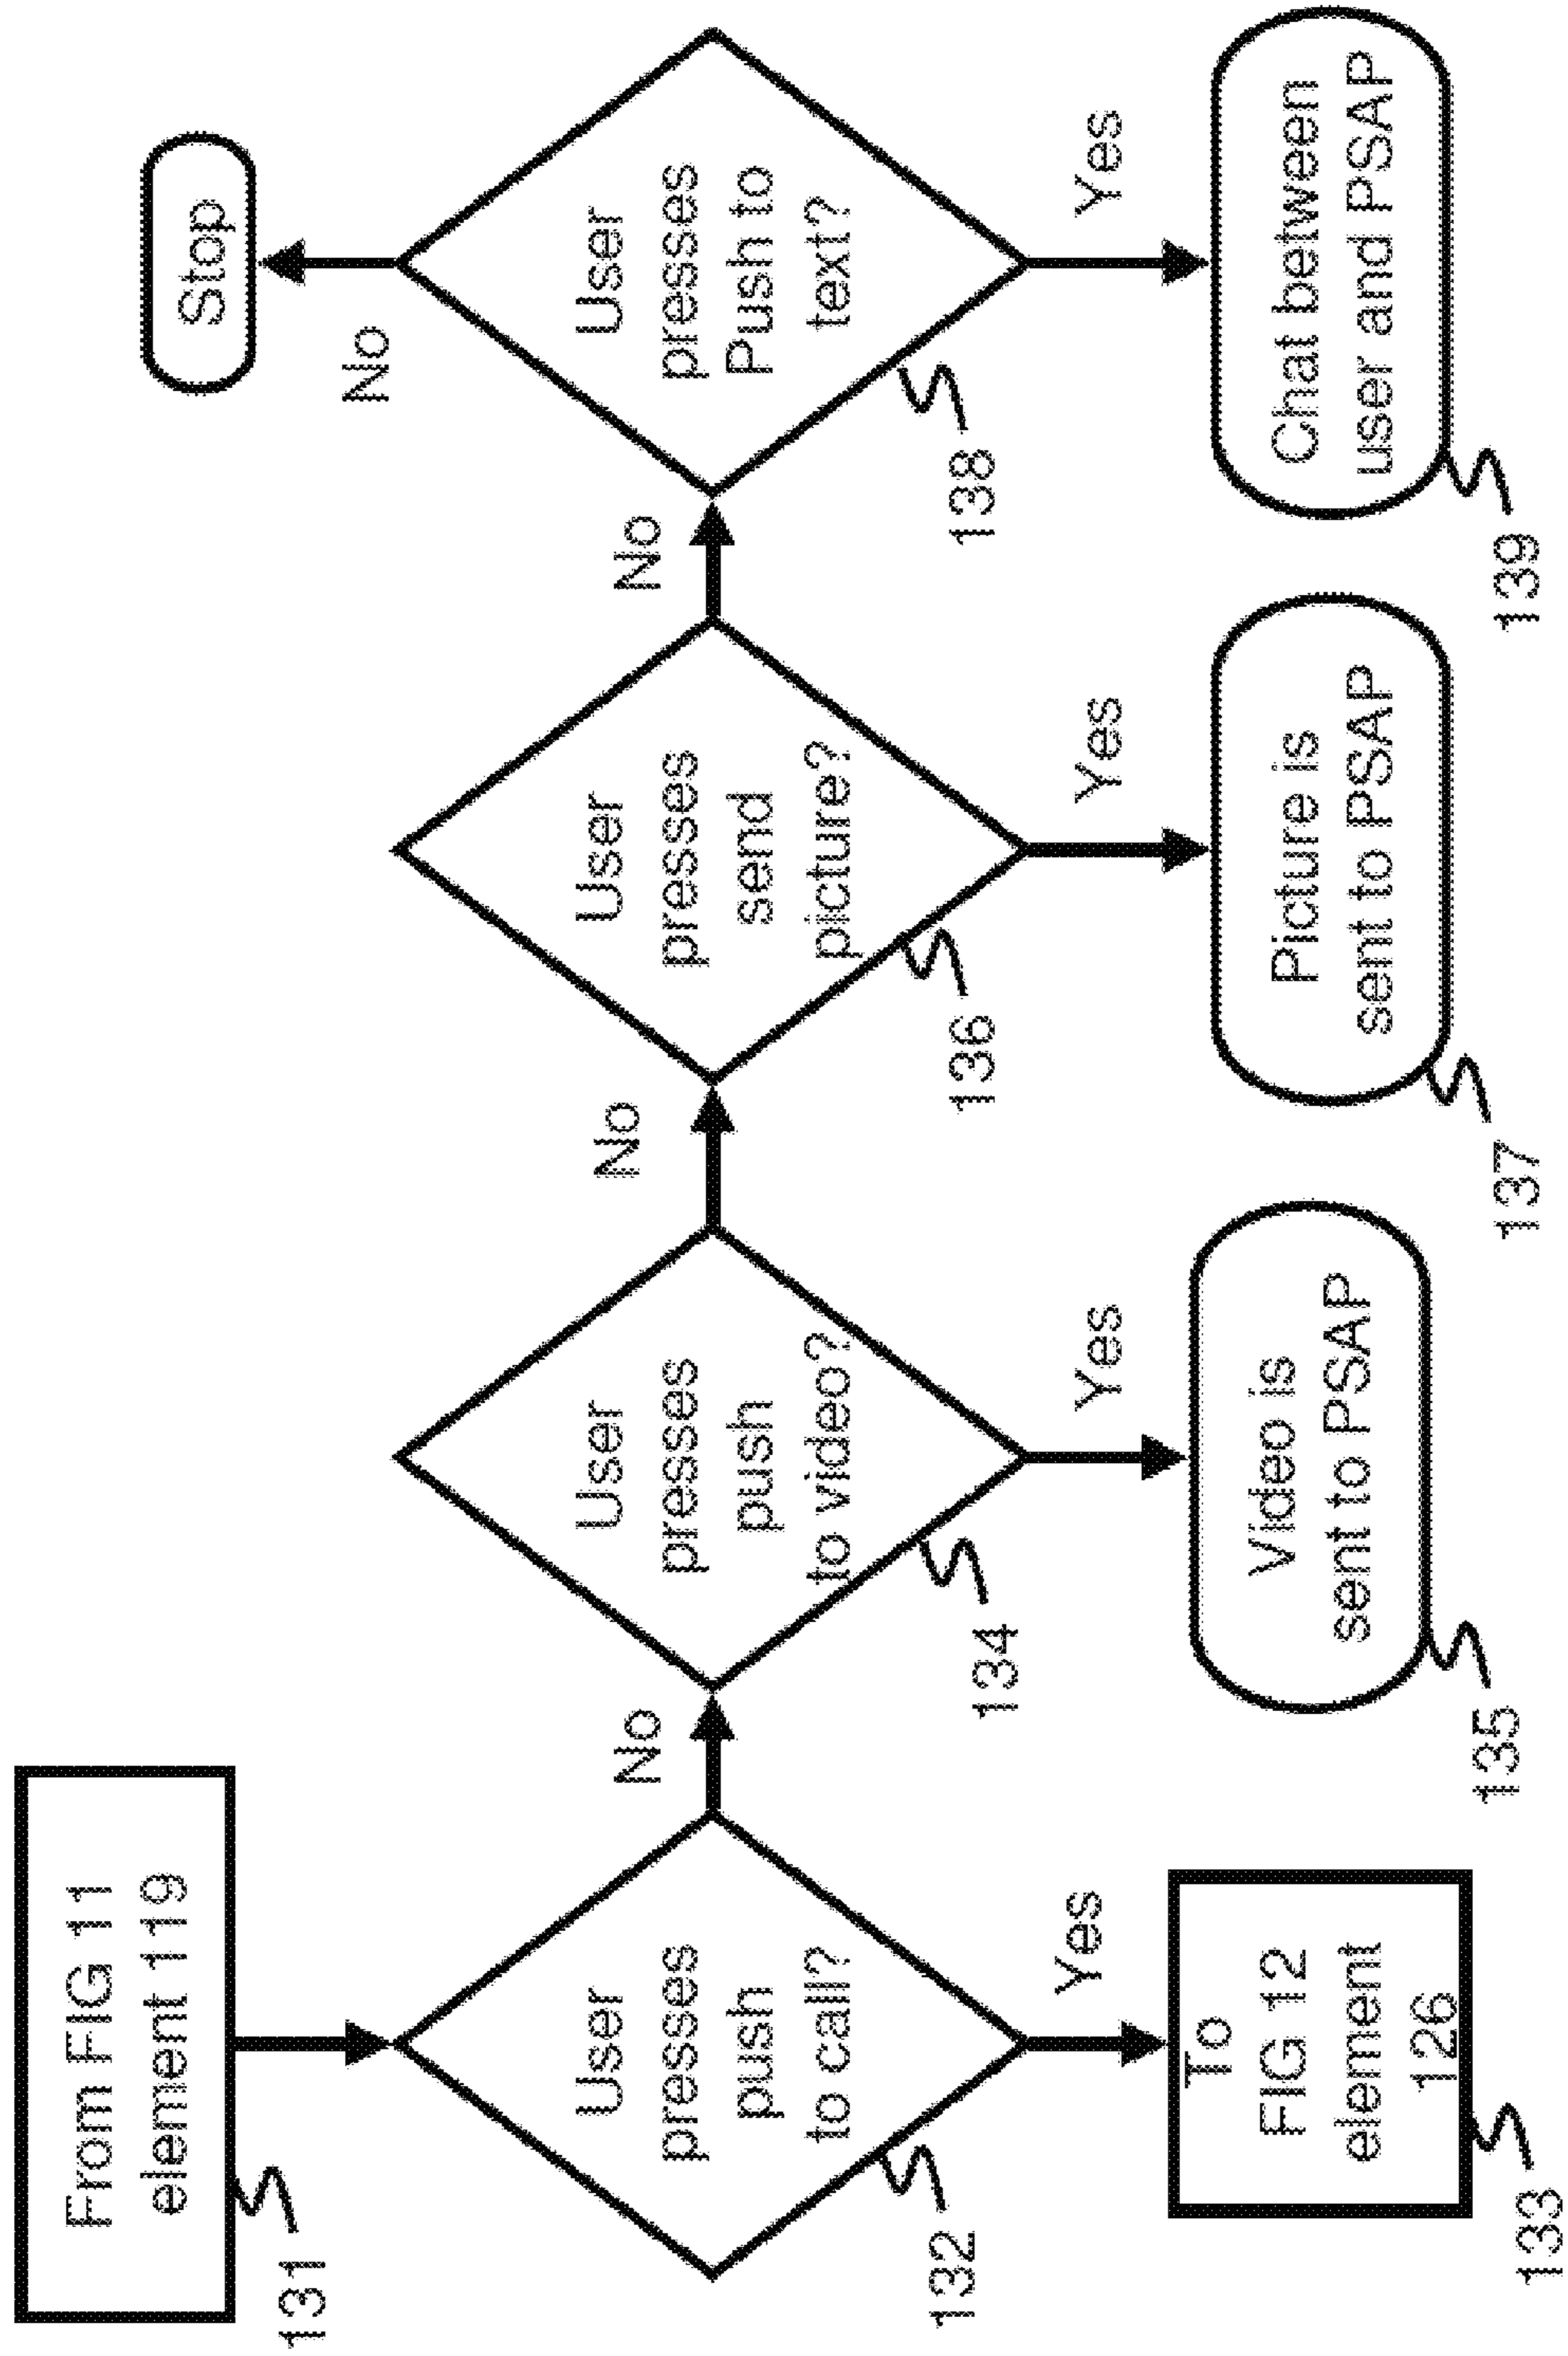 From FIG 11
element 119
131
User
presses
push
to call?
132
Yes
To
FIG 12
element
126
133
No
User
presses
push
to video?
134
Yes
Video is
sent to PSAP
135
No
User
presses
send
picture?
136
Yes
Picture is
sent to PSAP
137
No
User
presses
Push to
text?
138
Yes
Chat between
user and PSAP
139
No
Stop